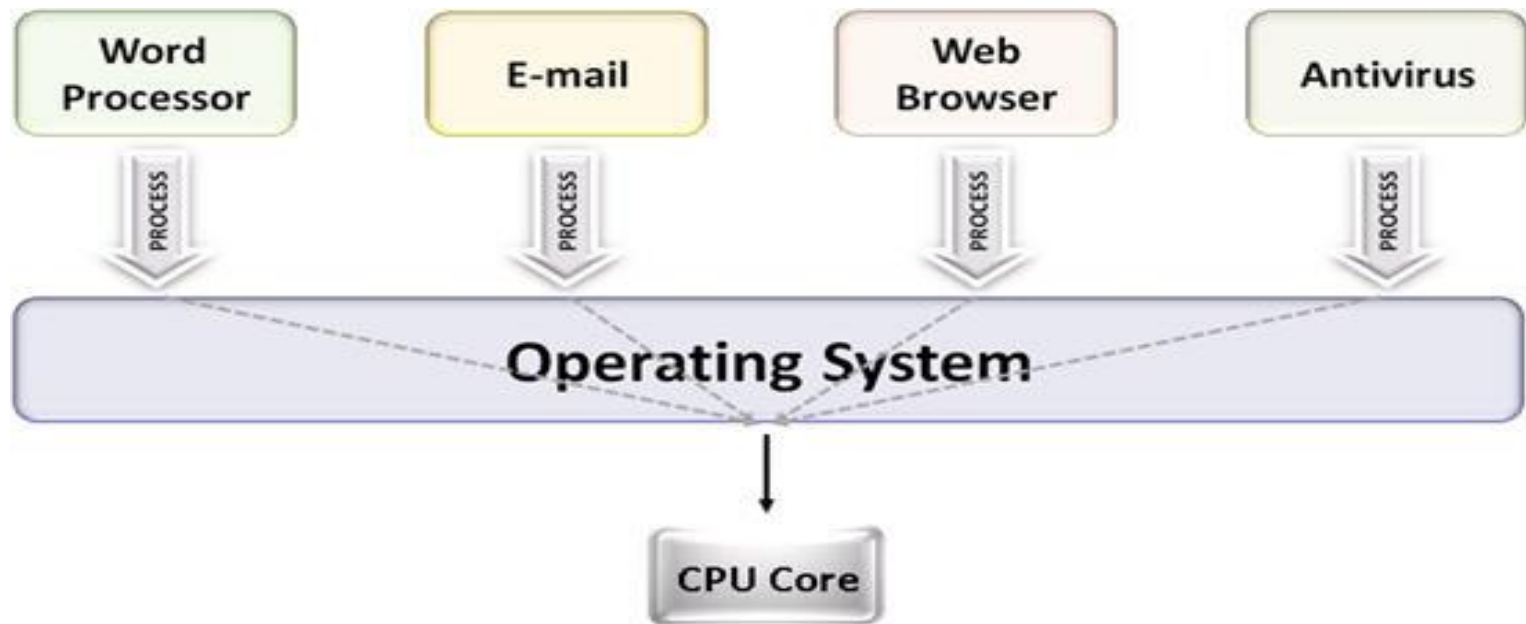 Word
Processor
E-mail
Web
Browser
Antivirus
PROCESS
PROCESS
PROCESS
PROCESS
Operating System
CPU Core